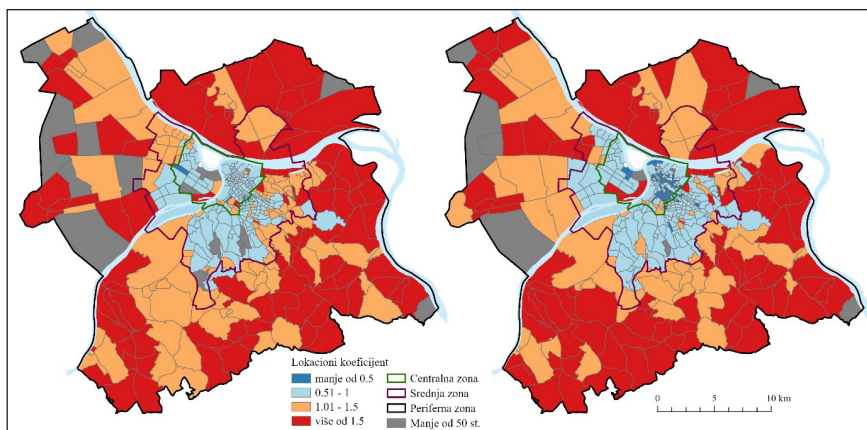 Lokacioni koeficijent
manje od 0.5
0.51 - 1
1.01 - 1.5
više od 1.5
Centralna zona
Srednja zona
Periferna zona
Manje od 50 st.
0 5 10 km